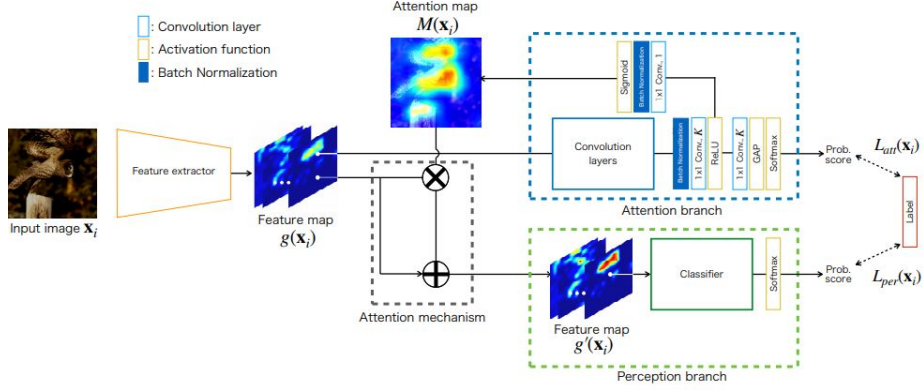 Attention map
M(xᵢ)
: Convolution layer
: Activation function
: Batch Normalization
Sigmoid
Batch Normalization
1x1 Conv., 1
Feature extractor
Convolution
layers
Batch Normalization
1x1 Conv., K
ReLU
1x1 Conv., K
GAP
Softmax
Prob.
score
L_att(xᵢ)
Input image xᵢ
Feature map
g(xᵢ)
Attention branch
Label
Attention mechanism
Feature map
g′(xᵢ)
Classifier
Softmax
Prob.
score
L_per(xᵢ)
Perception branch